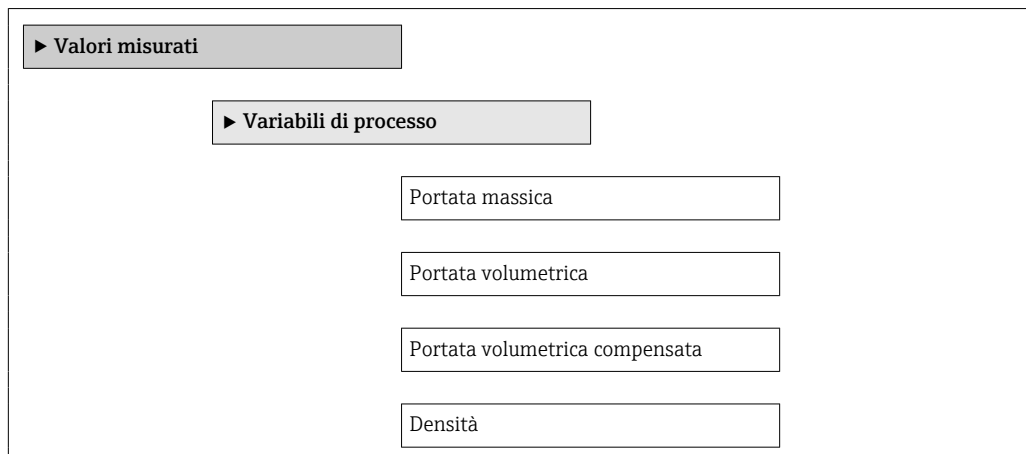 ▶ Valori misurati
▶ Variabili di processo
Portata massica
Portata volumetrica
Portata volumetrica compensata
Densità